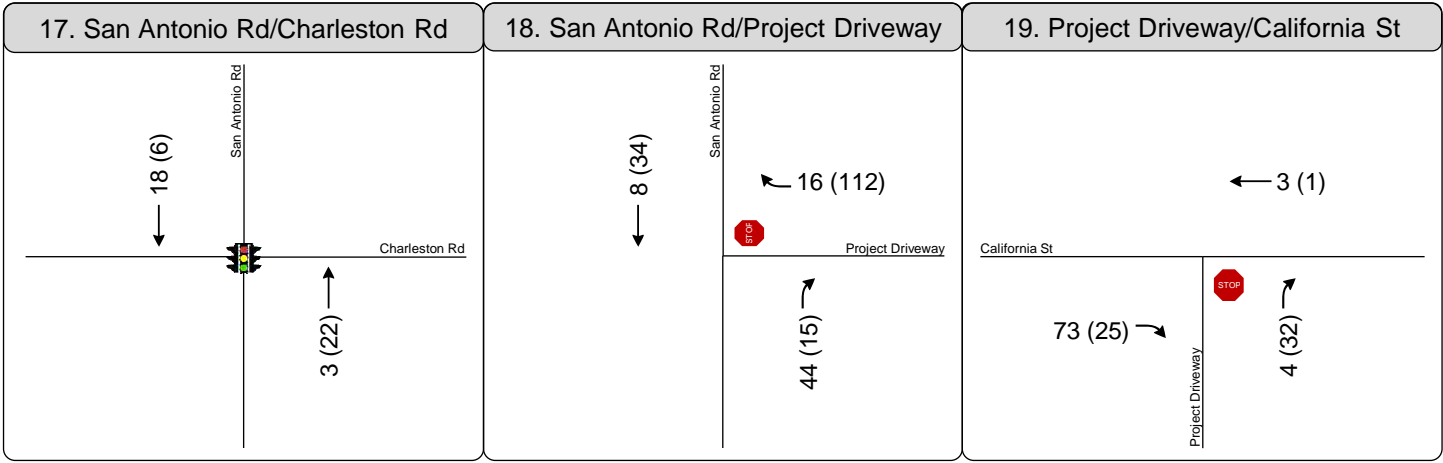 17. San Antonio Rd/Charleston Rd
San Antonio Rd
18 (6)
Charleston Rd
3 (22)
18. San Antonio Rd/Project Driveway
San Antonio Rd
8 (34)
16 (112)
STOP
Project Driveway
44 (15)
19. Project Driveway/California St
3 (1)
California St
STOP
73 (25)
4 (32)
Project Driveway